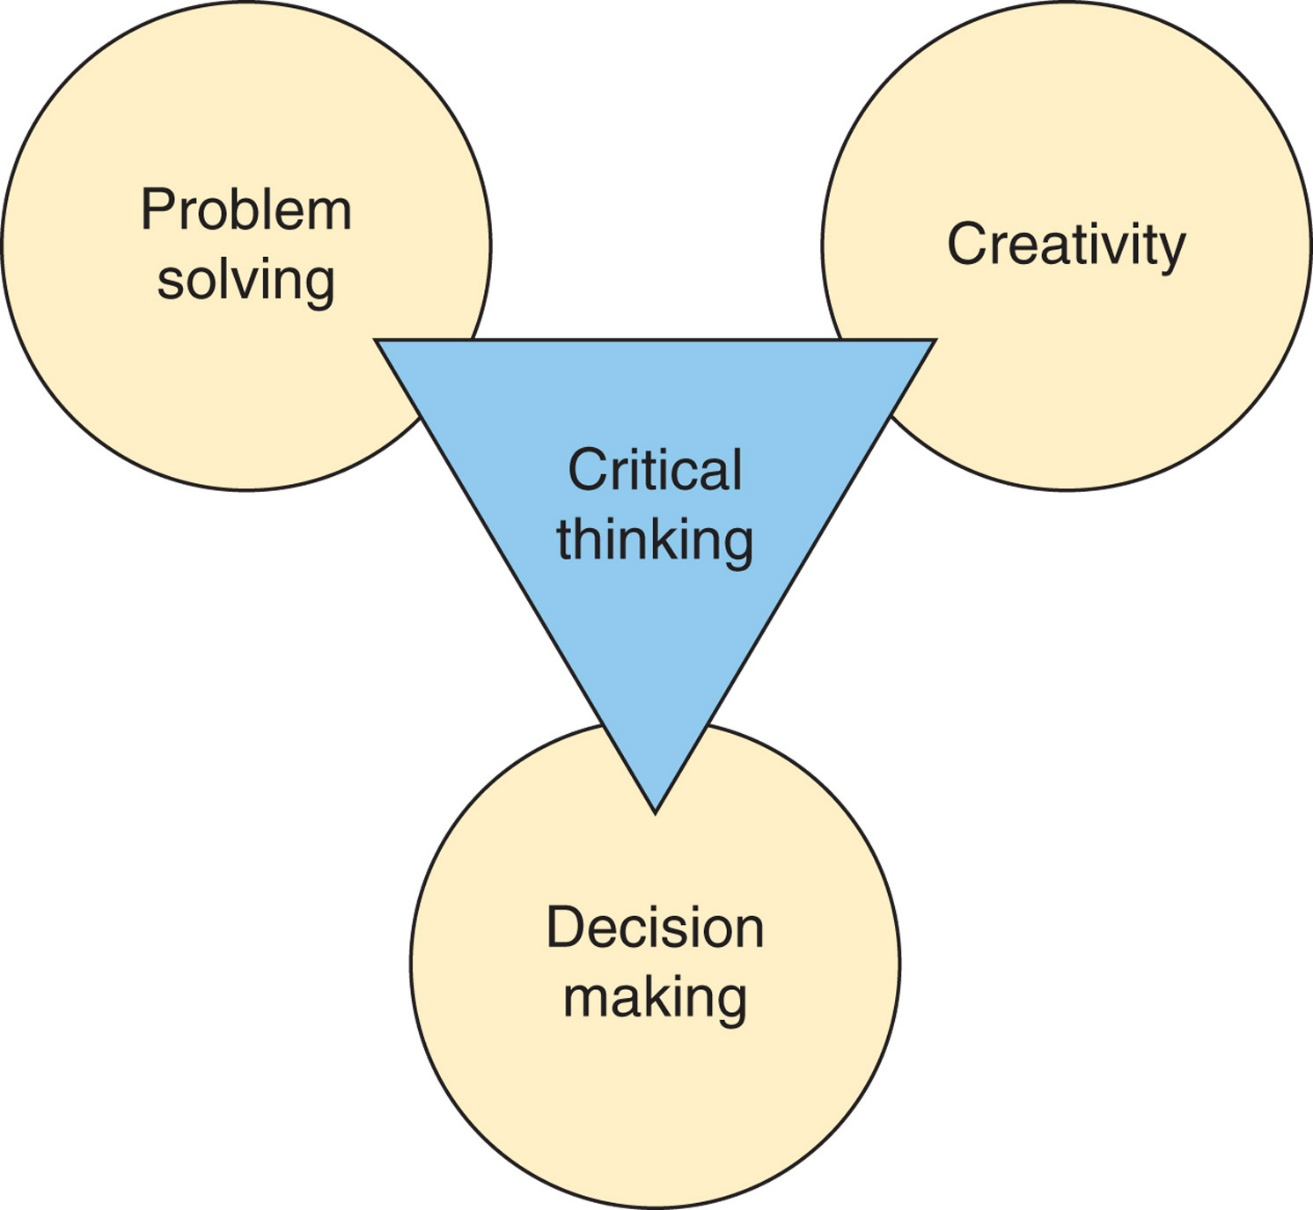 Problem
solving
Creativity
Critical
thinking
Decision
making